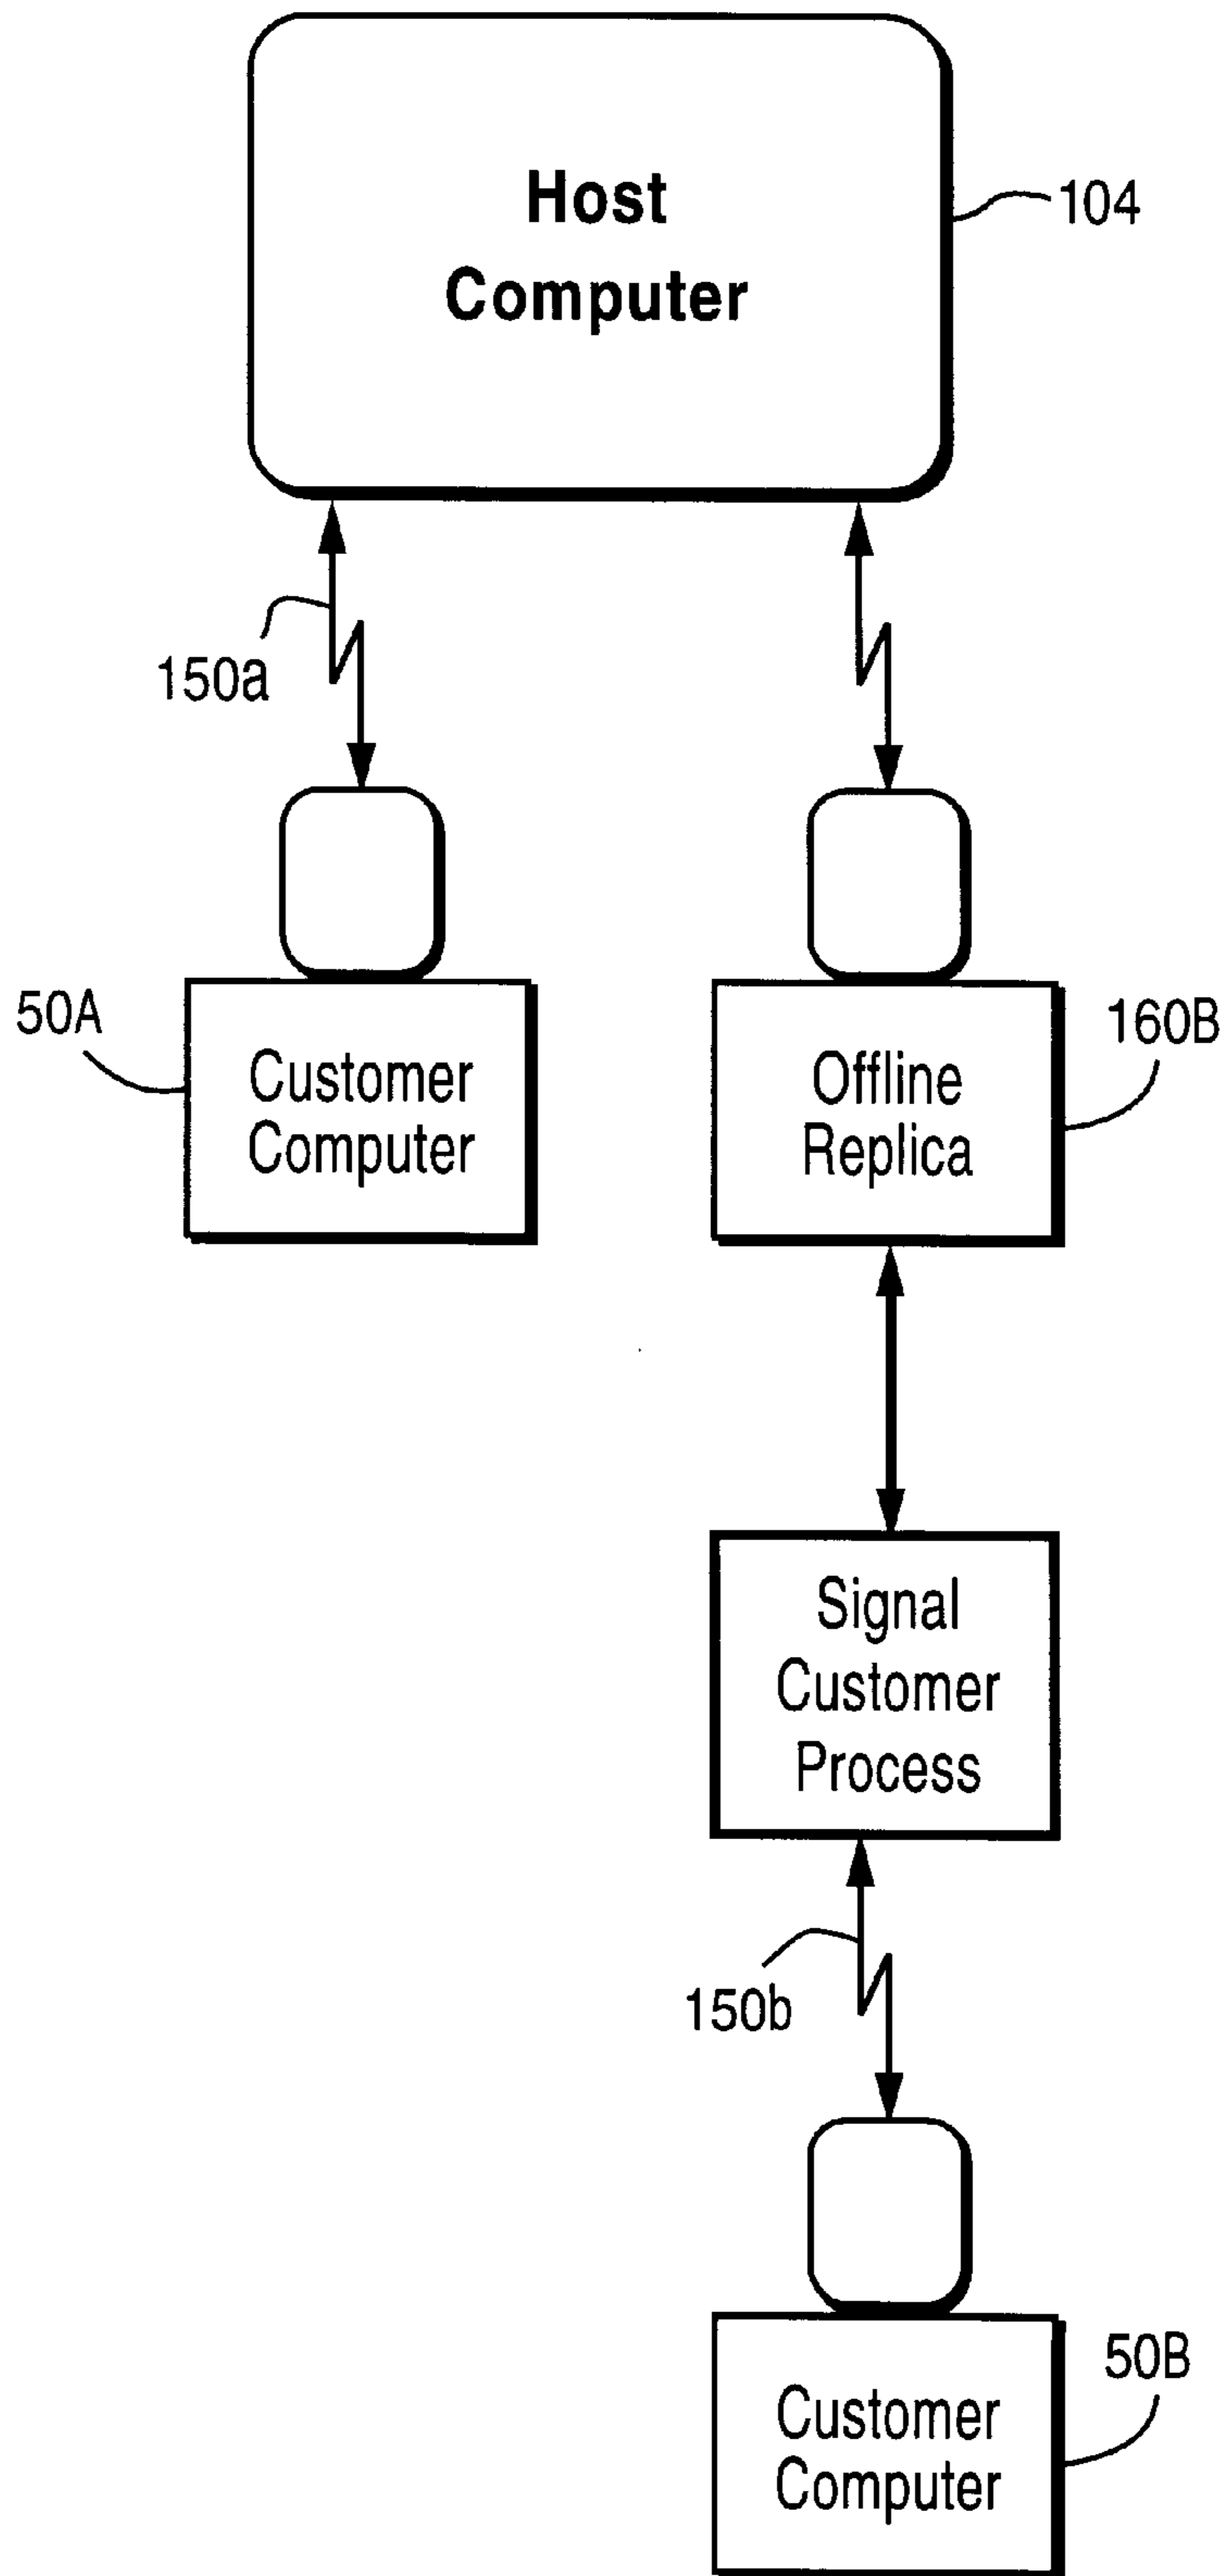 Host
Computer
104
150a
50A
Customer
Computer
Offline
Replica
160B
Signal
Customer
Process
150b
50B
Customer
Computer